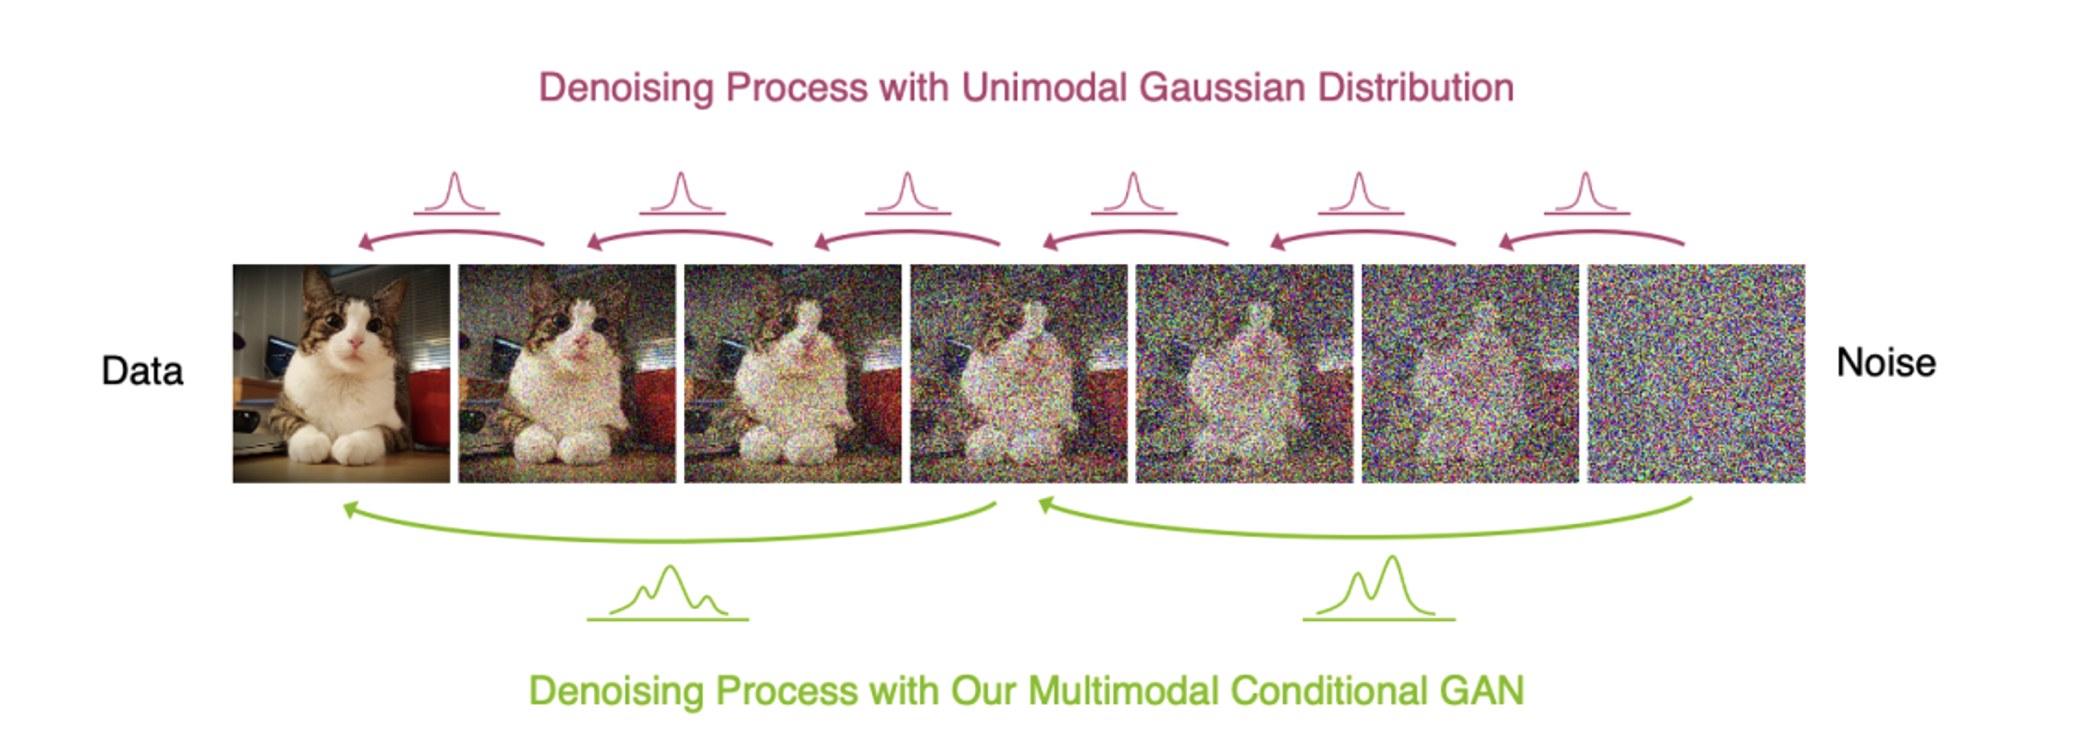 Denoising Process with Unimodal Gaussian Distribution
Data
Noise
Denoising Process with Our Multimodal Conditional GAN